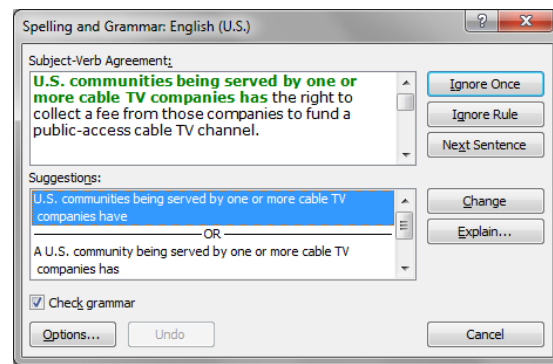 Spelling and Grammar: English (U.S.)
Subject-Verb Agreement:
U.S. communities being served by one or
more cable TV companies has the right to
collect a fee from those companies to fund a
public-access cable TV channel.
Ignore Once
Ignore Rule
Next Sentence
Suggestions:
U.S. communities being served by one or more cable TV
companies have
OR
A U.S. community being served by one or more cable TV
companies has
Change
Explain...
Check grammar
Options...
Undo
Cancel